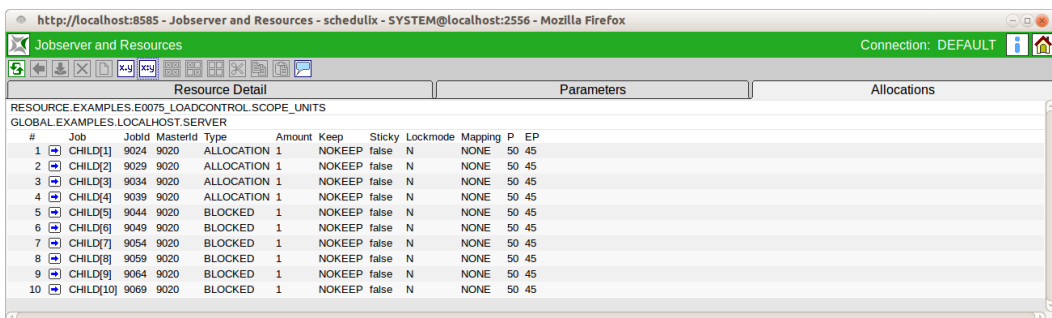 http://localhost:8585 - Jobserver and Resources - schedulix - SYSTEM@localhost:2556 - Mozilla Firefox
Jobserver and Resources Connection: DEFAULT
x.y x:y
Resource Detail Parameters Allocations
RESOURCE.EXAMPLES.E0075_LOADCONTROL.SCOPE_UNITS
GLOBAL.EXAMPLES.LOCALHOST.SERVER
# Job JobId MasterId Type Amount Keep Sticky Lockmode Mapping P EP
1 CHILD[1] 9024 9020 ALLOCATION 1 NOKEEP false N NONE 50 45
2 CHILD[2] 9029 9020 ALLOCATION 1 NOKEEP false N NONE 50 45
3 CHILD[3] 9034 9020 ALLOCATION 1 NOKEEP false N NONE 50 45
4 CHILD[4] 9039 9020 ALLOCATION 1 NOKEEP false N NONE 50 45
5 CHILD[5] 9044 9020 BLOCKED 1 NOKEEP false N NONE 50 45
6 CHILD[6] 9049 9020 BLOCKED 1 NOKEEP false N NONE 50 45
7 CHILD[7] 9054 9020 BLOCKED 1 NOKEEP false N NONE 50 45
8 CHILD[8] 9059 9020 BLOCKED 1 NOKEEP false N NONE 50 45
9 CHILD[9] 9064 9020 BLOCKED 1 NOKEEP false N NONE 50 45
10 CHILD[10] 9069 9020 BLOCKED 1 NOKEEP false N NONE 50 45